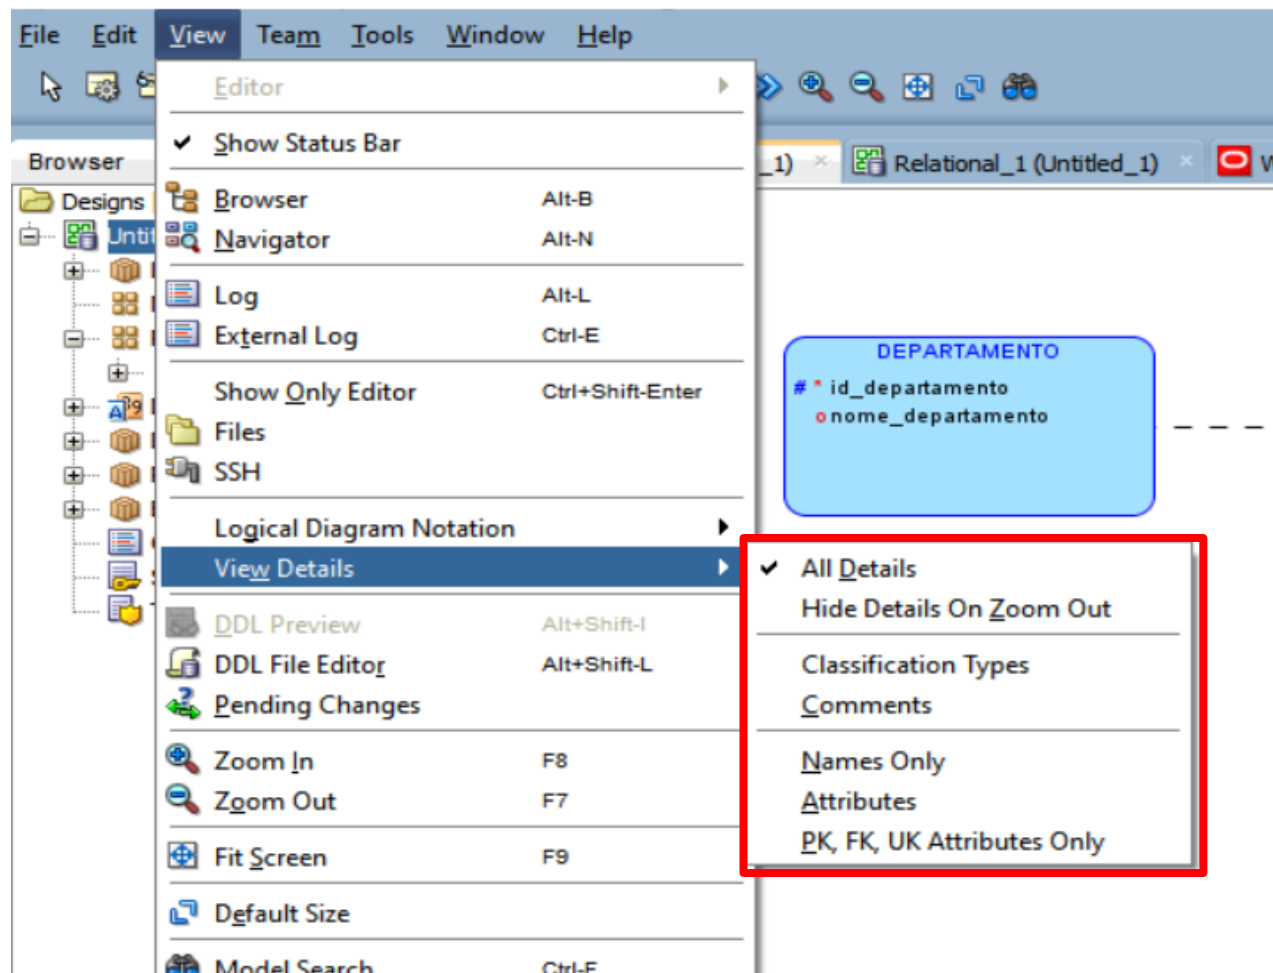 File Edit View Team Tools Window Help
Editor
Show Status Bar
Browser
_1)
Relational_1 (Untitled_1)
Designs
Browser Alt-B
Untit
Navigator Alt-N
Log Alt-L
External Log Ctrl-E
DEPARTAMENTO
# * id_departamento
o nome_departamento
Show Only Editor Ctrl+Shift-Enter
Files
SSH
Logical Diagram Notation
View Details
All Details
Hide Details On Zoom Out
Classification Types
Comments
Names Only
Attributes
PK, FK, UK Attributes Only
DDL Preview Alt+Shift-I
DDL File Editor Alt+Shift-L
Pending Changes
Zoom In F8
Zoom Out F7
Fit Screen F9
Default Size
Model Search Ctrl-F